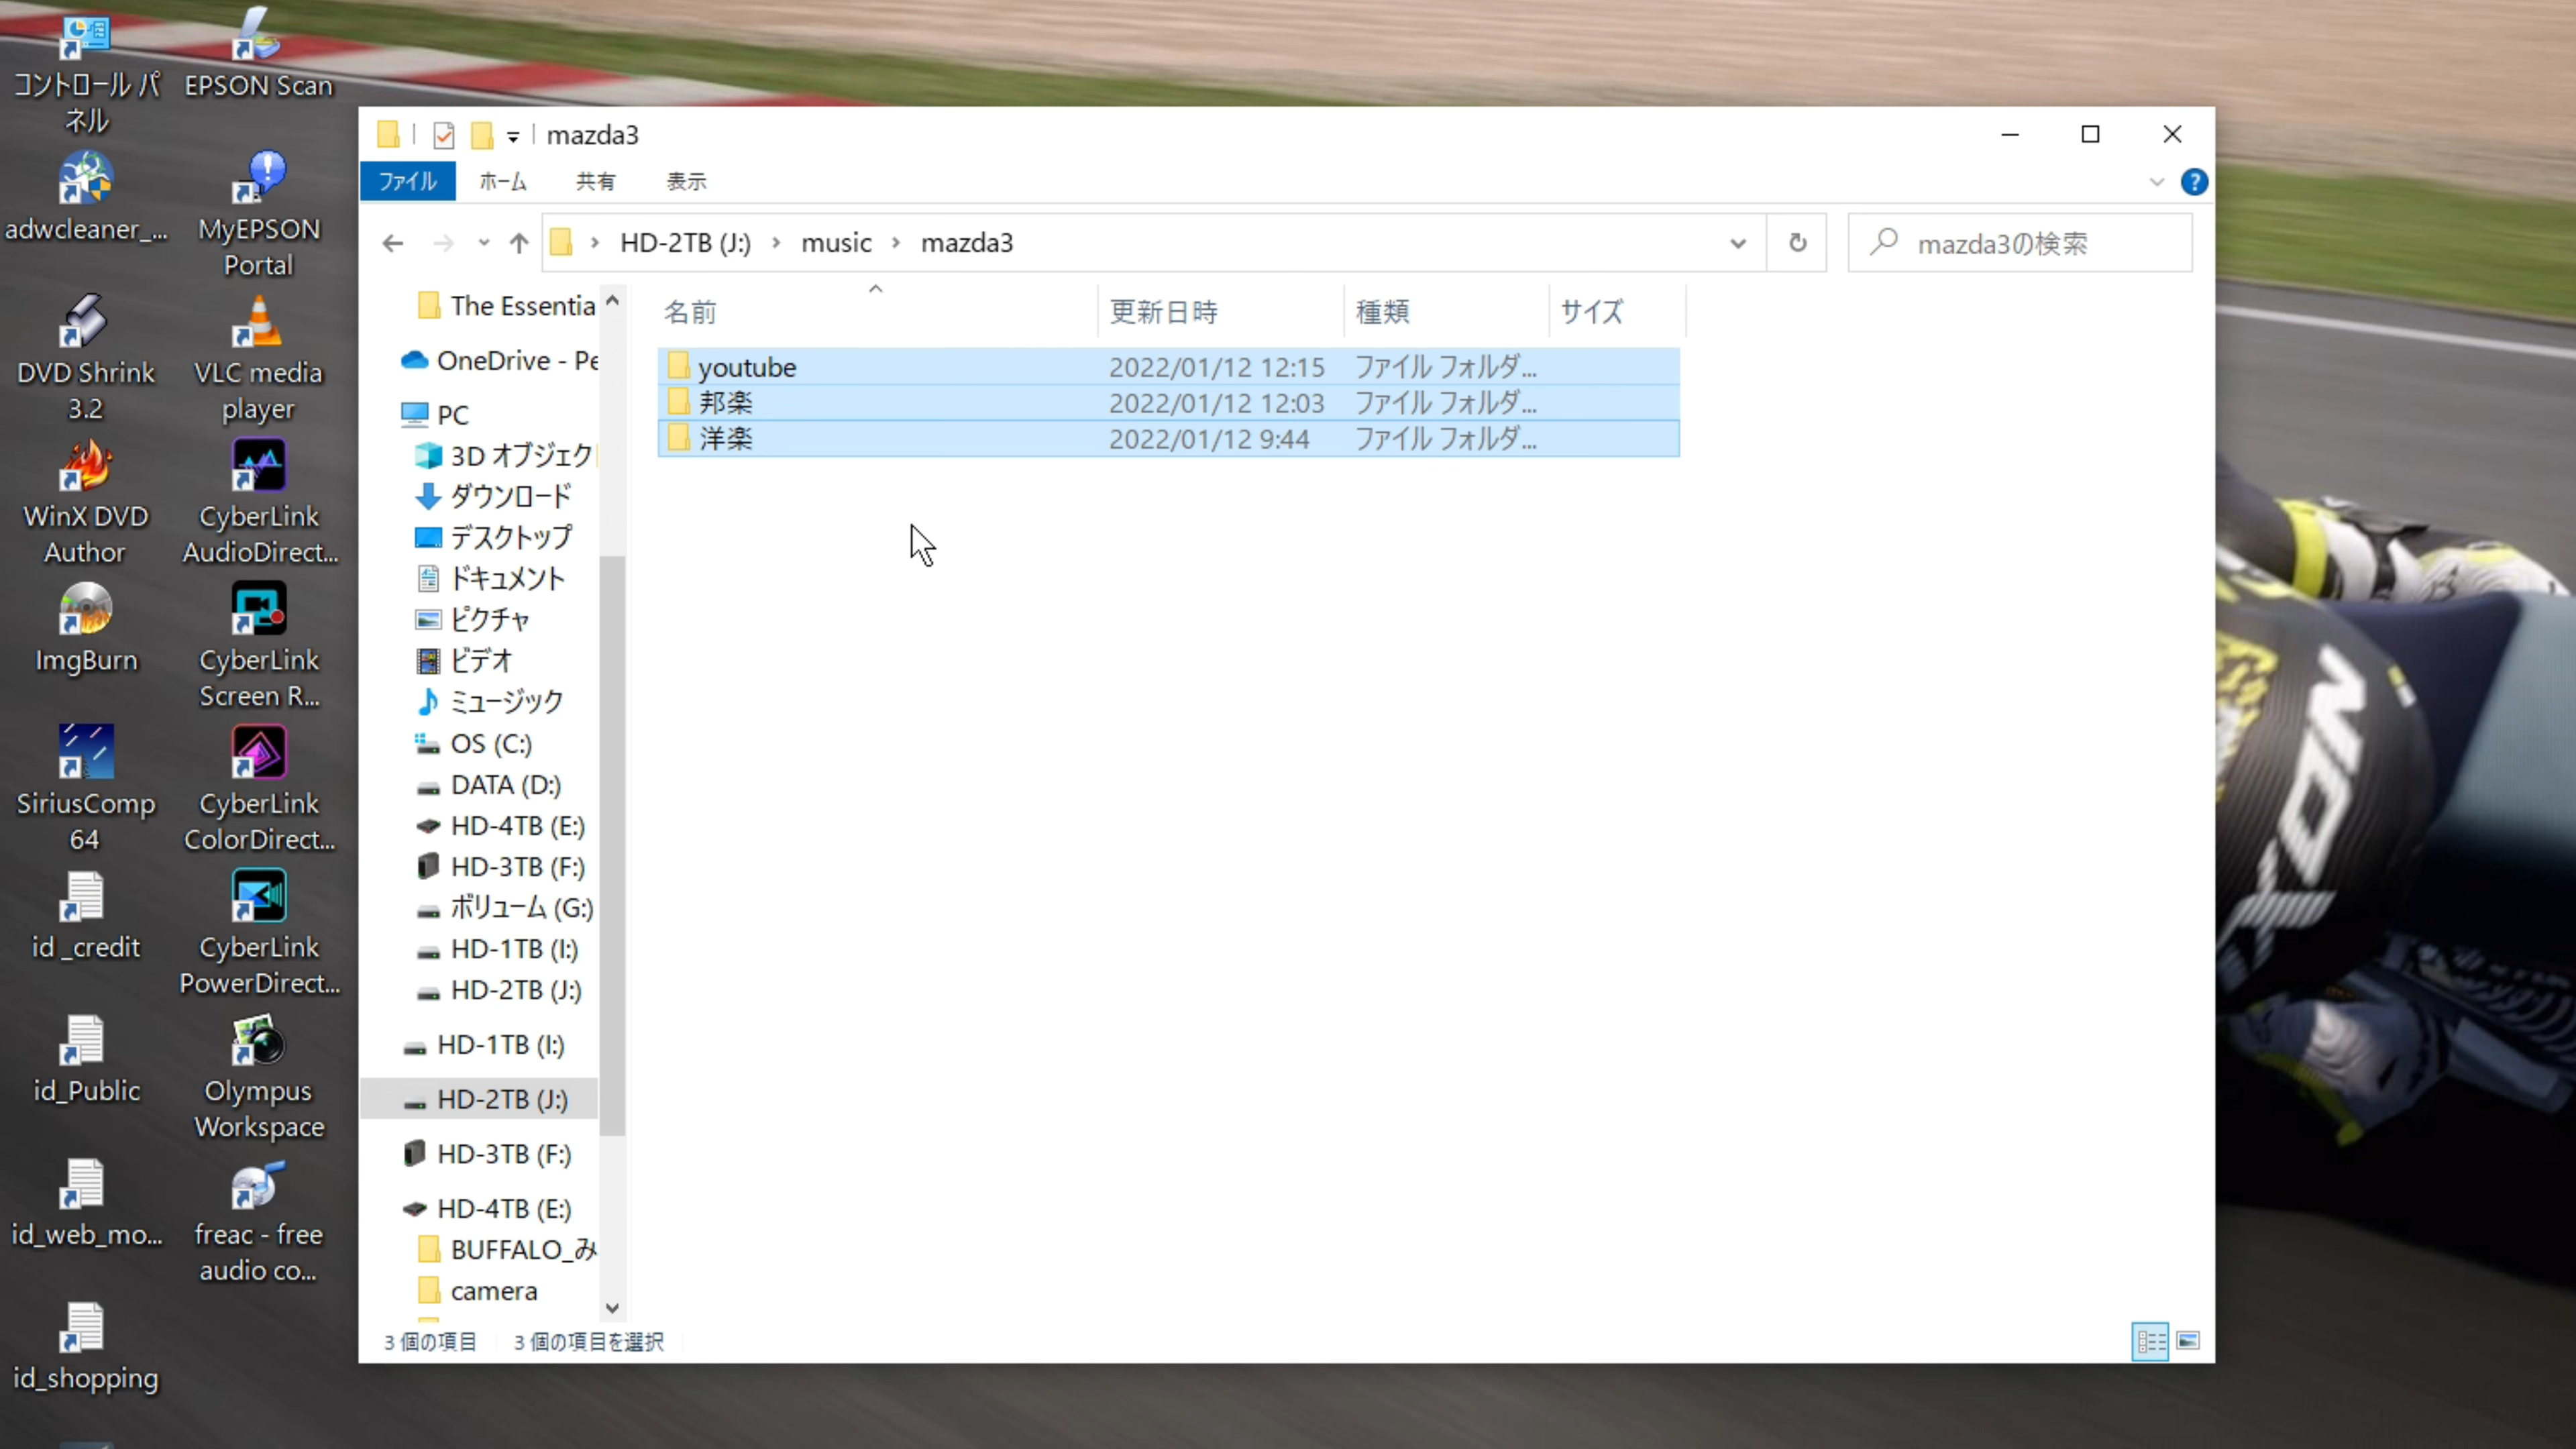 コントロール パ
ネル
EPSON Scan
adwcleaner_...
MyEPSON
Portal
DVD Shrink
3.2
VLC media
player
WinX DVD
Author
CyberLink
AudioDirect...
ImgBurn
CyberLink
Screen R...
SiriusComp
64
CyberLink
ColorDirect...
id _credit
CyberLink
PowerDirect...
id_Public
Olympus
Workspace
id_web_mo...
freac - free
audio co...
id_shopping
mazda3
ファイル ホーム 共有 表示
HD-2TB (J:) › music › mazda3
mazda3の検索
The Essentia
OneDrive - Pe
PC
3D オブジェク
ダウンロード
デスクトップ
ドキュメント
ピクチャ
ビデオ
ミュージック
OS (C:)
DATA (D:)
HD-4TB (E:)
HD-3TB (F:)
ボリューム (G:)
HD-1TB (I:)
HD-2TB (J:)
HD-1TB (I:)
HD-2TB (J:)
HD-3TB (F:)
HD-4TB (E:)
BUFFALO_み
camera
名前 更新日時 種類 サイズ
youtube 2022/01/12 12:15 ファイル フォルダ...
邦楽 2022/01/12 12:03 ファイル フォルダ...
洋楽 2022/01/12 9:44 ファイル フォルダ...
3 個の項目 3 個の項目を選択